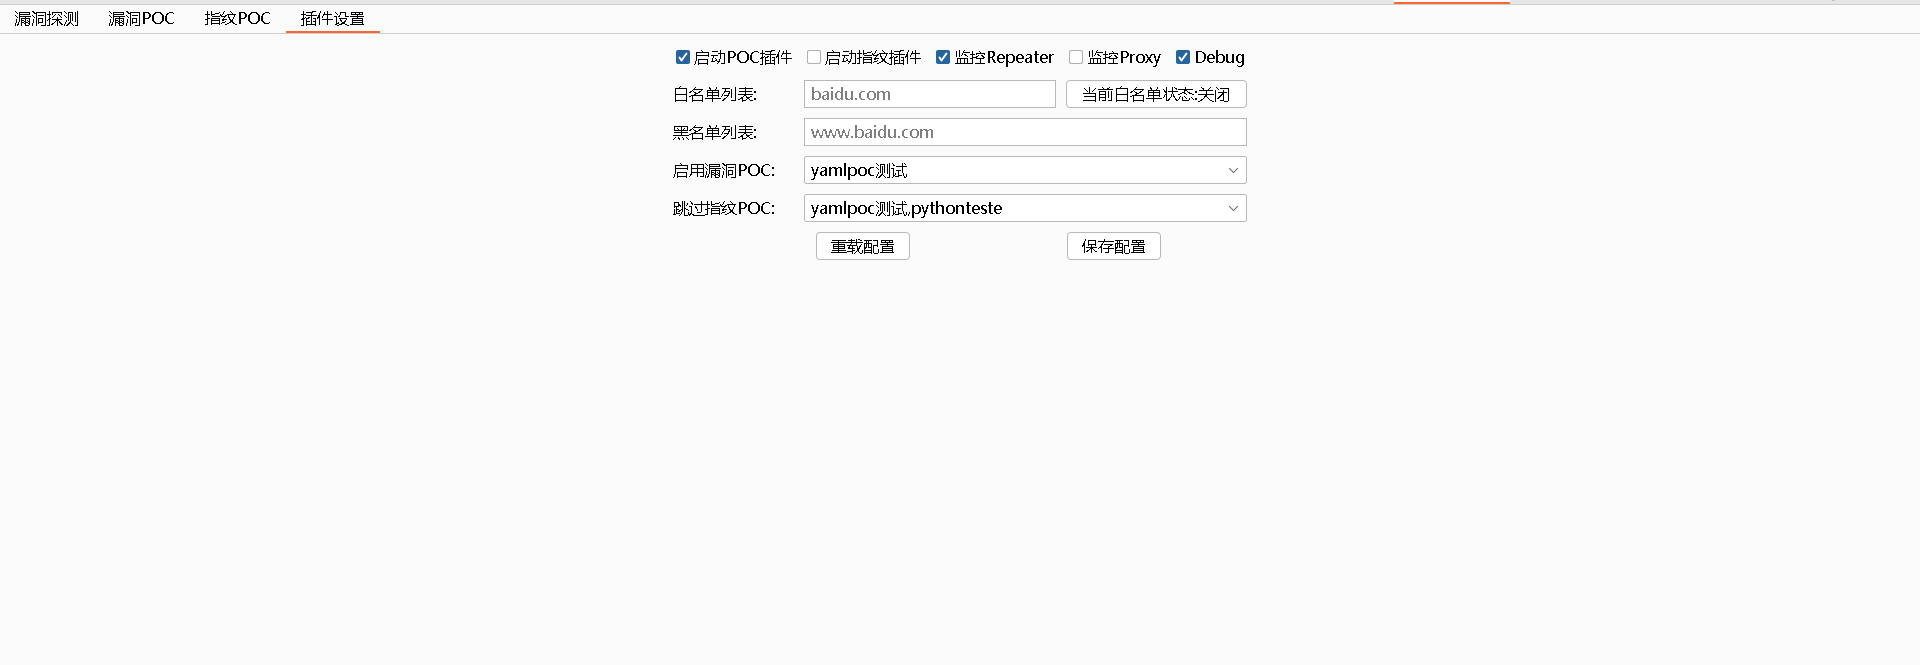 漏洞探测 漏洞POC 指纹POC 插件设置
启动POC插件 启动指纹插件 监控Repeater 监控Proxy Debug
白名单列表: baidu.com 当前白名单状态:关闭
黑名单列表: www.baidu.com
启用漏洞POC: yamlpoc测试
跳过指纹POC: yamlpoc测试,pythonteste
重载配置 保存配置